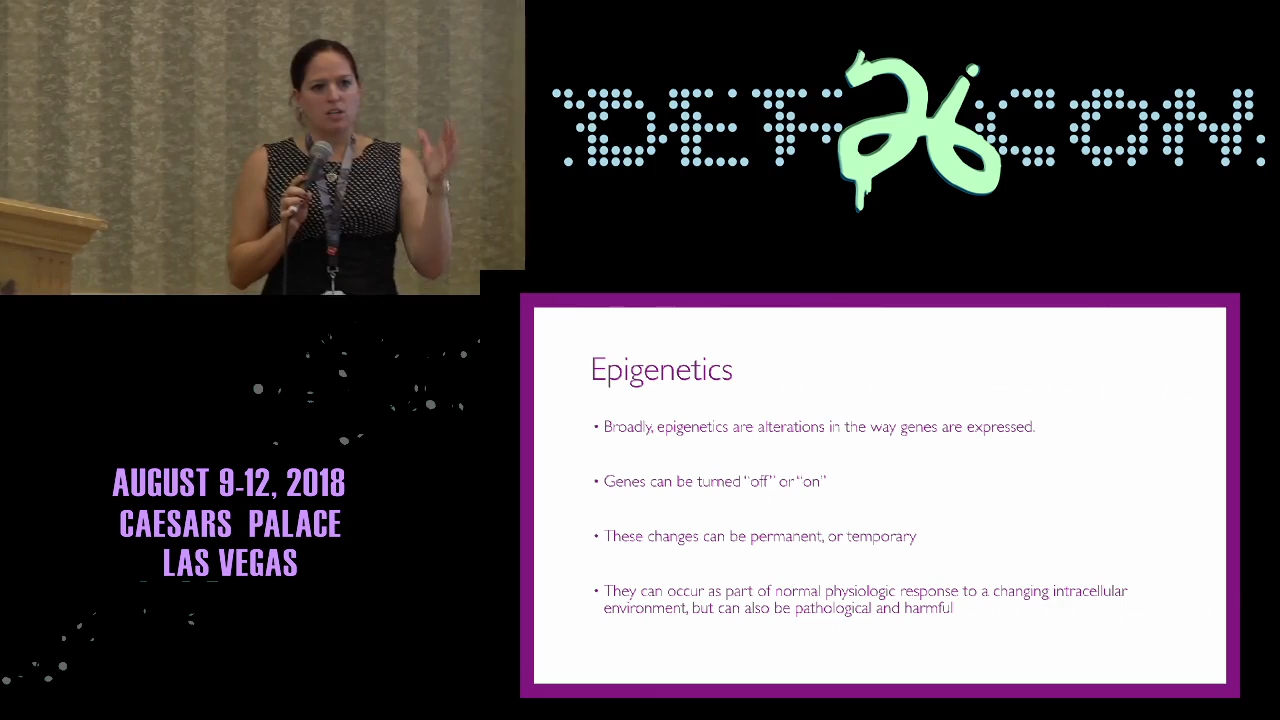 DEF 26 CON.
Epigenetics
• Broadly, epigenetics are alterations in the way genes are expressed.
• Genes can be turned “off” or “on”
• These changes can be permanent, or temporary
• They can occur as part of normal physiologic response to a changing intracellular
environment, but can also be pathological and harmful
AUGUST 9-12, 2018
CAESARS PALACE
LAS VEGAS